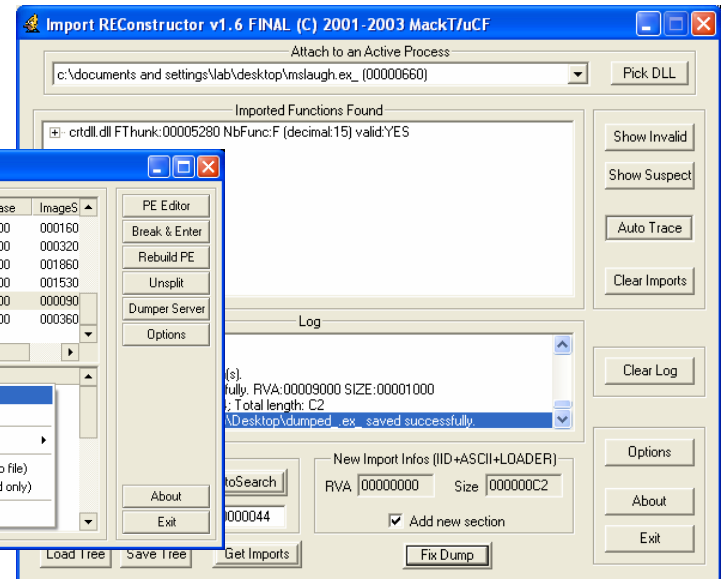 Import REConstructor v1.6 FINAL (C) 2001-2003 MackT/uCF
Attach to an Active Process
c:\documents and settings\lab\desktop\mslaugh.ex_ (00000660)
Pick DLL
Imported Functions Found
crtdll.dll FThunk:00005280 NbFunc:F (decimal:15) valid:YES
Show Invalid
Show Suspect
Auto Trace
Clear Imports
ase ImageS
00 000160
00 000320
00 001860
00 001530
00 000090
00 000360
PE Editor
Break & Enter
Rebuild PE
Unsplit
Dumper Server
Options
About
Exit
o file)
d only)
Log
(s).
fully. RVA:00009000 SIZE:00001000
; Total length: C2
\Desktop\dumped_.ex_ saved successfully.
Clear Log
toSearch
0000044
New Import Infos (IID+ASCII+LOADER)
RVA 00000000 Size 000000C2
Add new section
Options
About
Exit
Load Tree Save Tree Get Imports Fix Dump